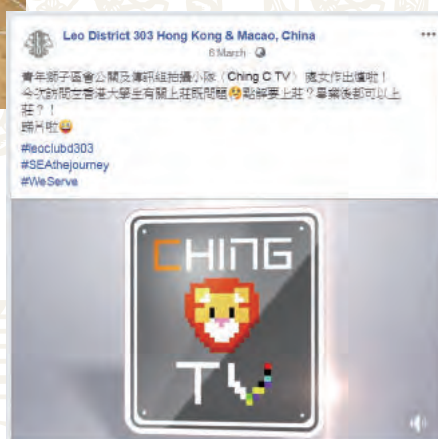 Leo District 303 Hong Kong & Macao, China
6 March
青年獅子區會公關及傳訊組拍攝小隊（Ching C TV）處女作出爐啦！
今次訪問左香港大學生有關上莊既問題🤔點解要上莊？畢業後都可以上
莊？！
睇片啦😀
#leoclubd303
#SEAthejourney
#WeServe
CHING
TV